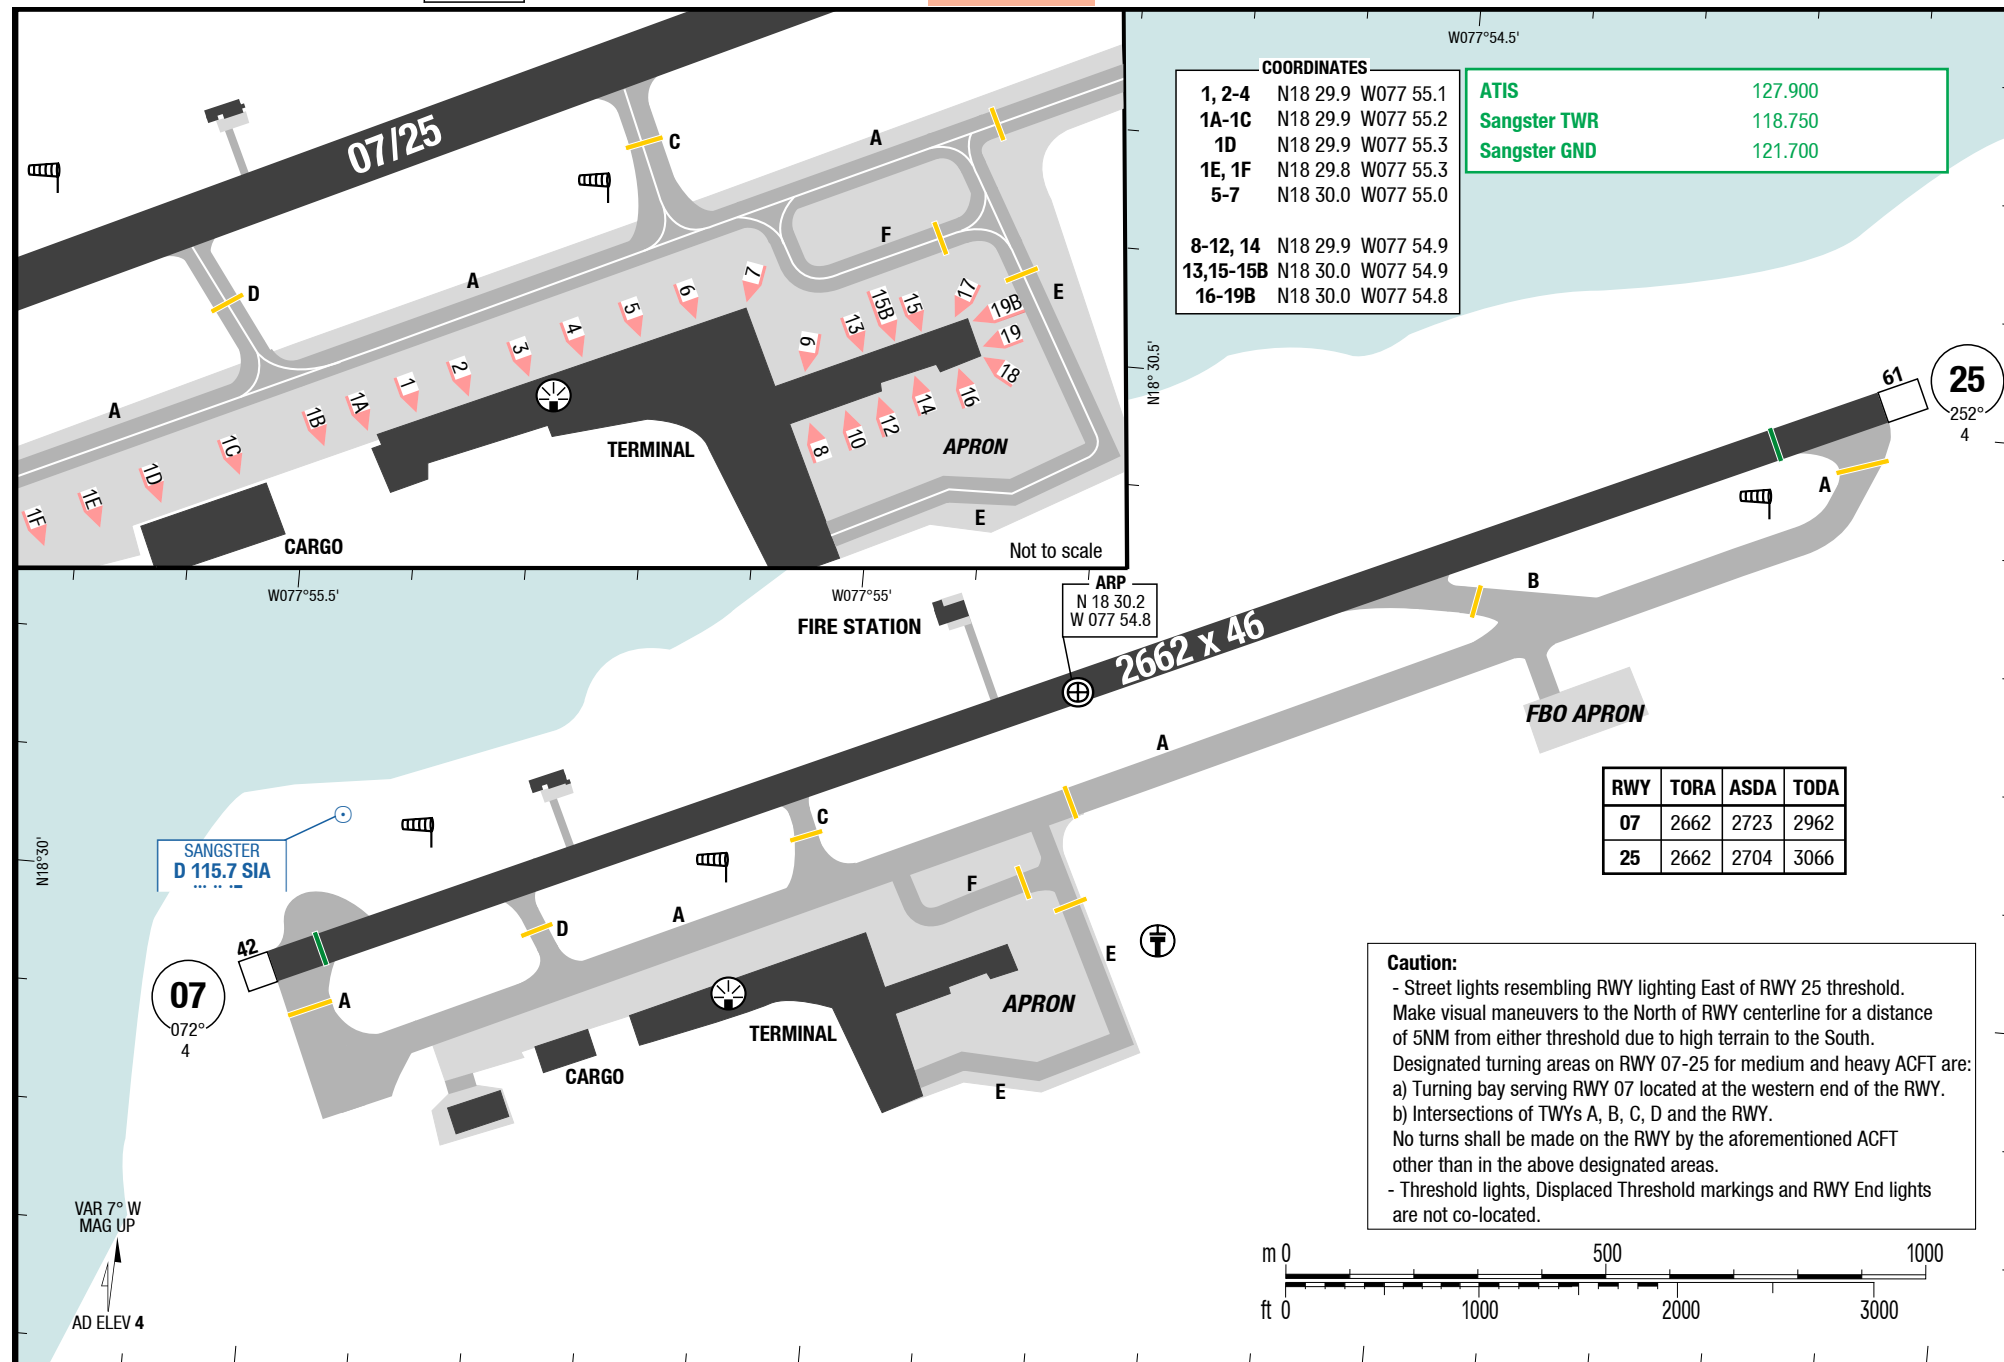 07/25
C
D
A
A
A
F
E
E
1F
1E
1D
1C
1B
1A
1
2
3
4
5
6
7
9
13
15B
15
17
19B
19
18
16
14
12
10
8
TERMINAL
APRON
CARGO
Not to scale
W077°54.5'
COORDINATES
1, 2-4 N18 29.9 W077 55.1
1A-1C N18 29.9 W077 55.2
1D N18 29.9 W077 55.3
1E, 1F N18 29.8 W077 55.3
5-7 N18 30.0 W077 55.0
8-12, 14 N18 29.9 W077 54.9
13,15-15B N18 30.0 W077 54.9
16-19B N18 30.0 W077 54.8
ATIS 127.900
Sangster TWR 118.750
Sangster GND 121.700
N18° 30.5'
61
25
252°
4
A
B
W077°55.5'
W077°55'
FIRE STATION
ARP
N 18 30.2
W 077 54.8
2662 x 46
FBO APRON
A
RWY TORA ASDA TODA
07 2662 2723 2962
25 2662 2704 3066
N18°30'
SANGSTER
D 115.7 SIA
C
F
A
D
42
07
072°
4
A
E
APRON
TERMINAL
CARGO
E
Caution:
- Street lights resembling RWY lighting East of RWY 25 threshold.
Make visual maneuvers to the North of RWY centerline for a distance
of 5NM from either threshold due to high terrain to the South.
Designated turning areas on RWY 07-25 for medium and heavy ACFT are:
a) Turning bay serving RWY 07 located at the western end of the RWY.
b) Intersections of TWYs A, B, C, D and the RWY.
No turns shall be made on the RWY by the aforementioned ACFT
other than in the above designated areas.
- Threshold lights, Displaced Threshold markings and RWY End lights
are not co-located.
VAR 7° W
MAG UP
AD ELEV 4
m 0 500 1000
ft 0 1000 2000 3000